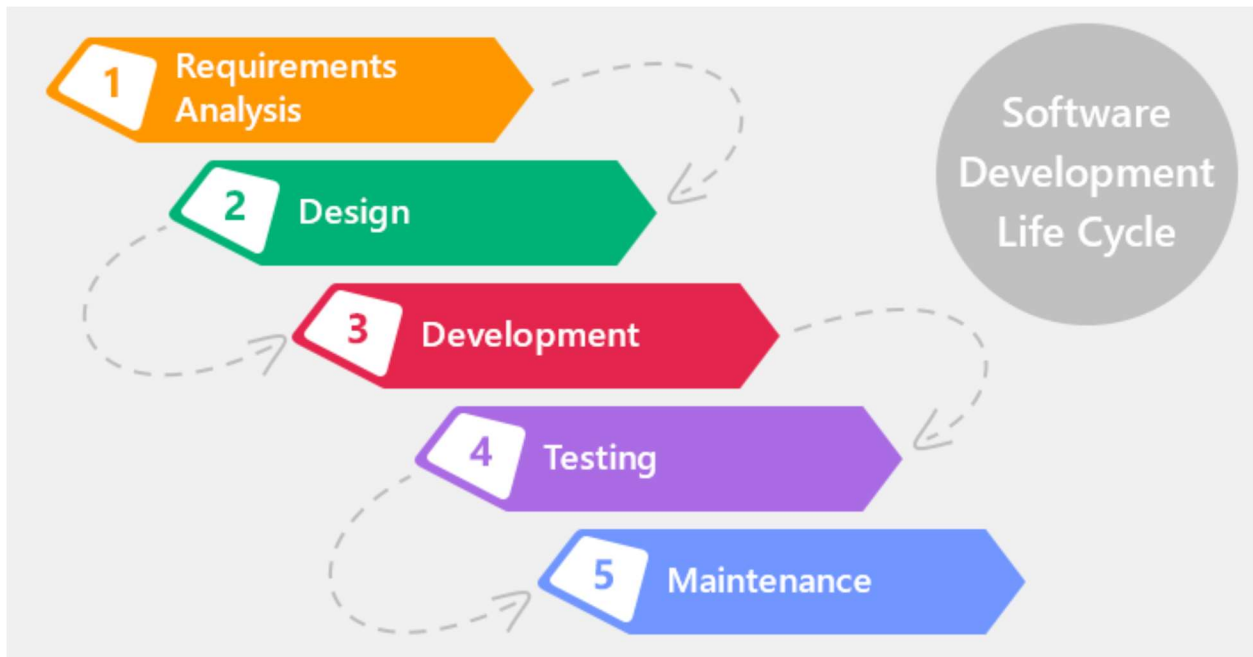 1
Requirements
Analysis
2
Design
3
Development
4
Testing
5
Maintenance
Software
Development
Life Cycle